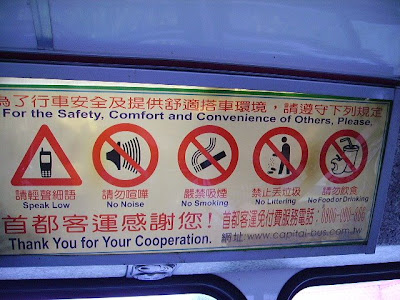 為了行車安全及提供舒適搭車環境，請遵守下列規定
For the Safety, Comfort and Convenience of Others, Please.
請輕聲細語 請勿喧嘩 嚴禁吸煙 禁止丟垃圾 請勿飲食
Speak Low No Noise No Smoking No Littering No Food or Drinking
首都客運感謝您! 首都客運免付費服務電話:
Thank You for Your Cooperation. 網址 www.capital-bus.com.tw